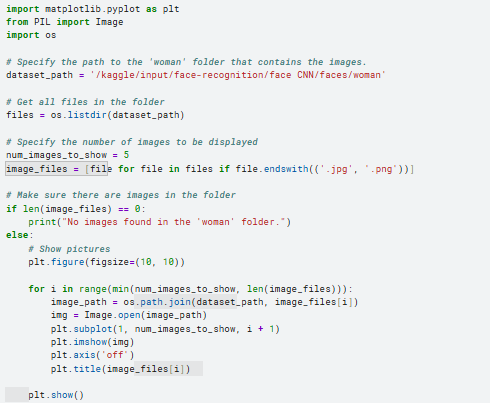 import matplotlib.pyplot as plt
from PIL import Image
import os

# Specify the path to the 'woman' folder that contains the images.
dataset_path = '/kaggle/input/face-recognition/face CNN/faces/woman'

# Get all files in the folder
files = os.listdir(dataset_path)

# Specify the number of images to be displayed
num_images_to_show = 5
image_files = [file for file in files if file.endswith(('.jpg', '.png'))]

# Make sure there are images in the folder
if len(image_files) == 0:
    print("No images found in the 'woman' folder.")
else:
    # Show pictures
    plt.figure(figsize=(10, 10))

    for i in range(min(num_images_to_show, len(image_files))):
        image_path = os.path.join(dataset_path, image_files[i])
        img = Image.open(image_path)
        plt.subplot(1, num_images_to_show, i + 1)
        plt.imshow(img)
        plt.axis('off')
        plt.title(image_files[i])

    plt.show()